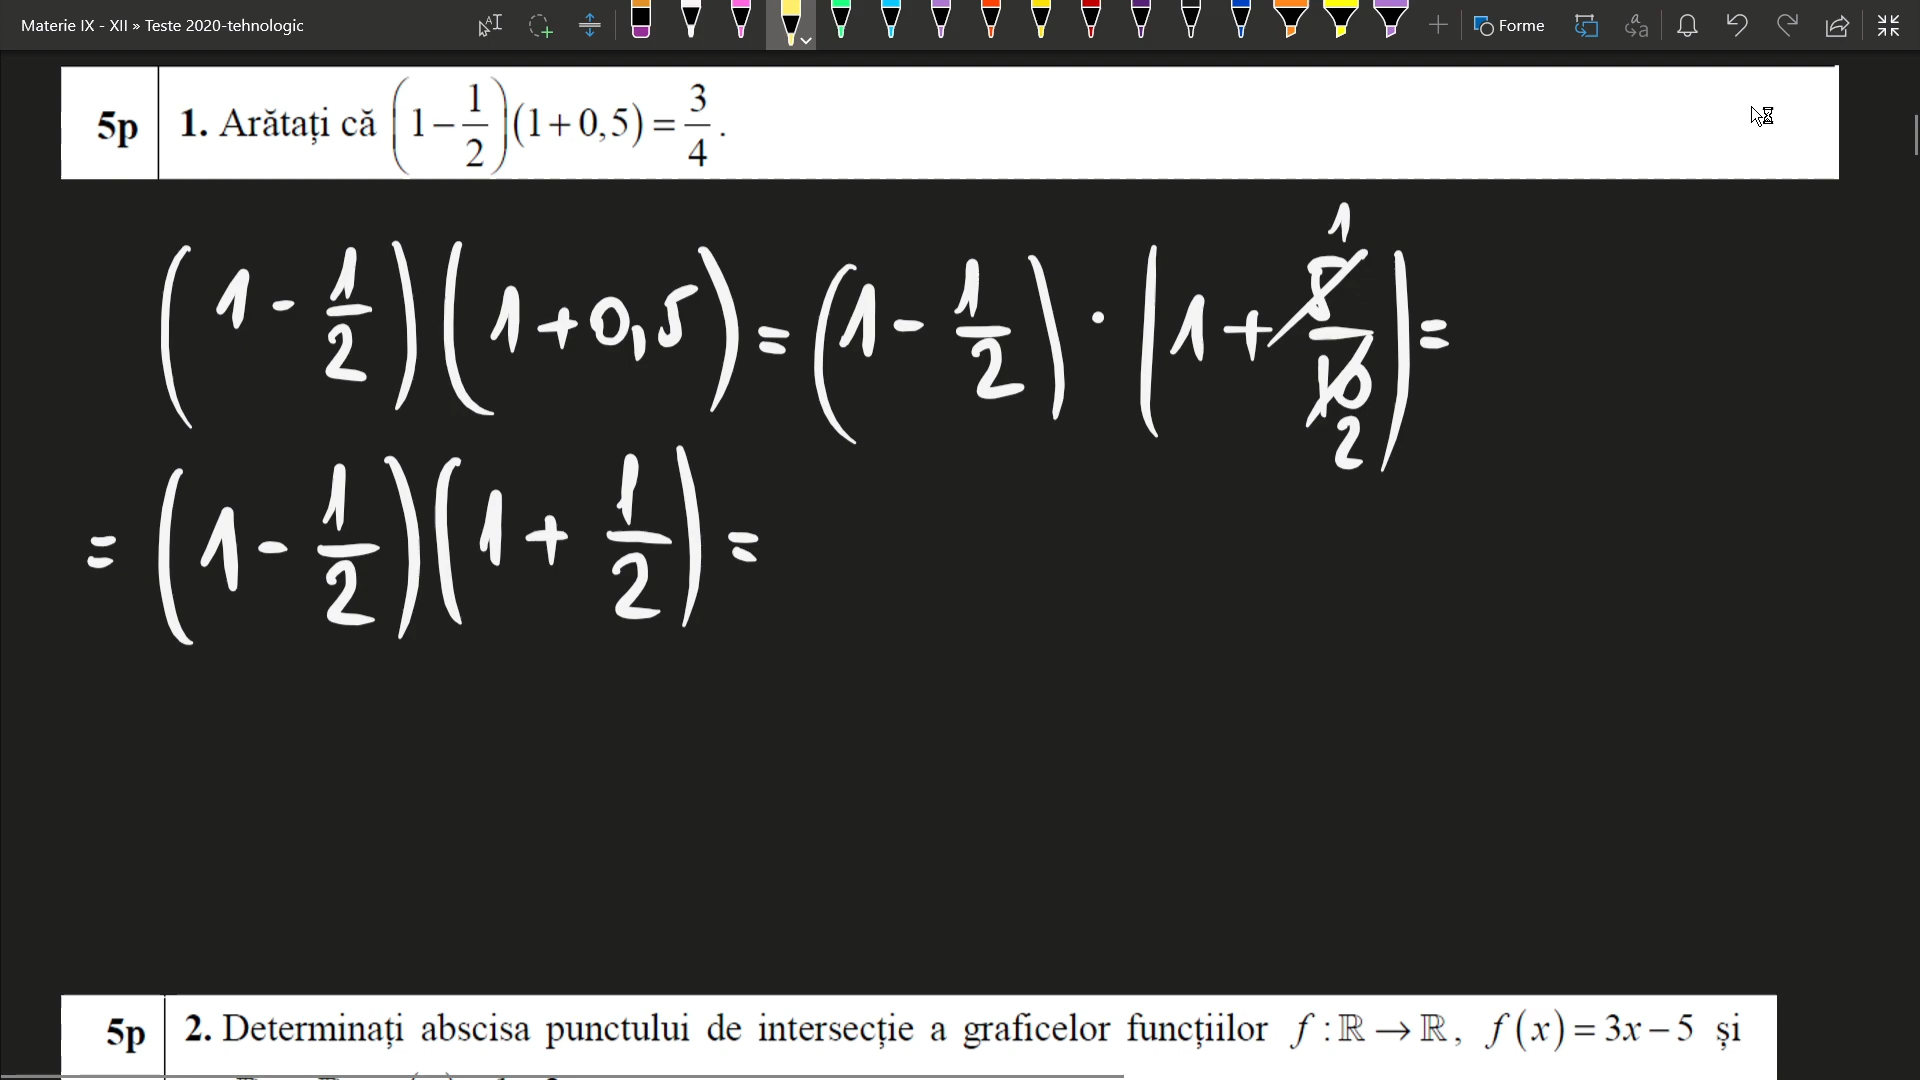 Materie IX - XII » Teste 2020-tehnologic
Forme
5p 1. Arătați că (1 − 1/2)(1 + 0,5) = 3/4 .
(1 - 1/2)(1 + 0,5) = (1 - 1/2) · (1 + 5/10) =
1
2
= (1 - 1/2)(1 + 1/2) =
5p 2. Determinați abscisa punctului de intersecție a graficelor funcțiilor f : ℝ → ℝ, f(x) = 3x − 5 și